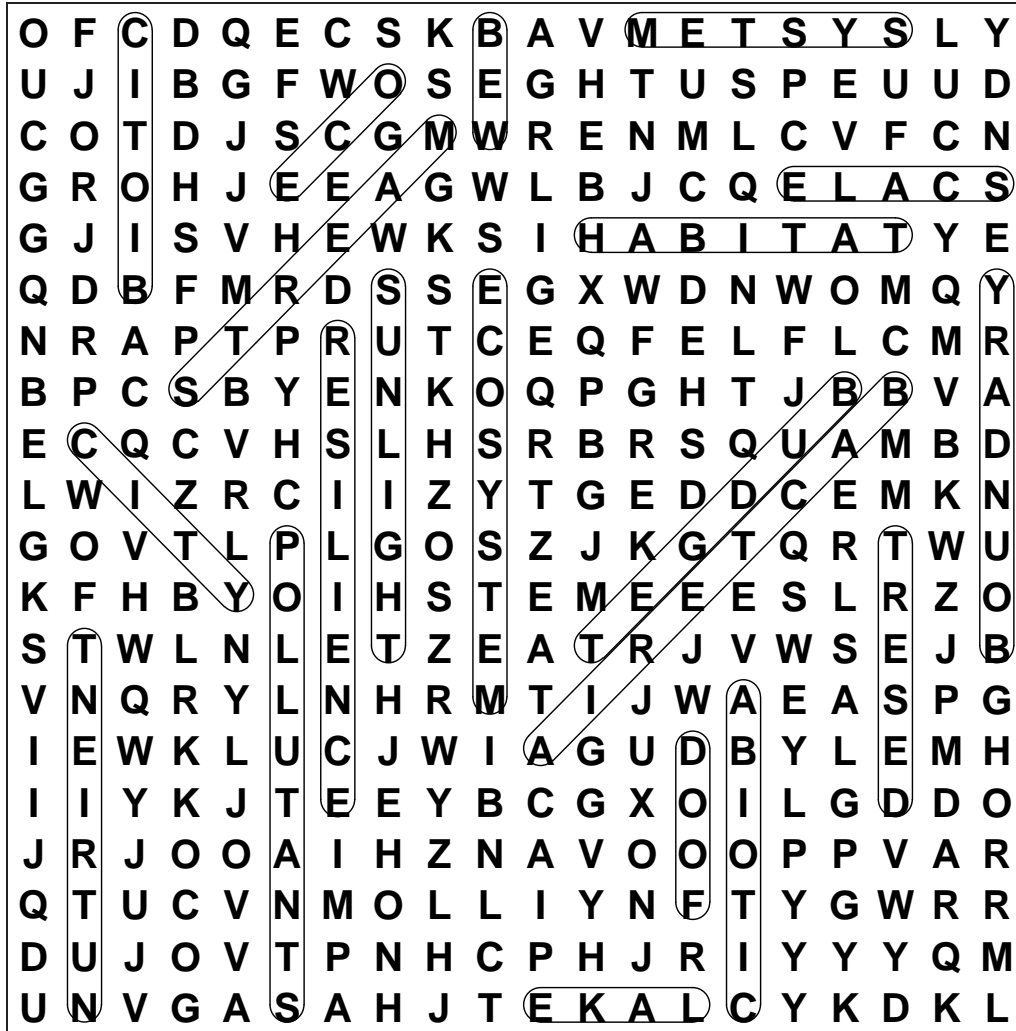 O F C D Q E C S K B A V M E T S Y S L Y
U J I B G F W O S E G H T U S P E U U D
C O T D J S C G M W R E N M L C V F C N
G R O H J E E A G W L B J C Q E L A C S
G J I S V H E W K S I H A B I T A T Y E
Q D B F M R D S S E G X W D N W O M Q Y
N R A P T P R U T C E Q F E L F L C M R
B P C S B Y E N K O Q P G H T J B B V A
E C Q C V H S L H S R B R S Q U A M B D
L W I Z R C I I Z Y T G E D D C E M K N
G O V T L P L G O S Z J K G T Q R T W U
K F H B Y O I H S T E M E E E S L R Z O
S T W L N L E T Z E A T R J V W S E J B
V N Q R Y L N H R M T I J W A E A S P G
I E W K L U C J W I A G U D B Y L E M H
I I Y K J T E E Y B C G X O I L G D D O
J R J O O A I H Z N A V O O O P P V A R
Q T U C V N M O L L I Y N F T Y G W R R
D U J O V T P N H C P H J R I Y Y Y Q M
U N V G A S A H J T E K A L C Y K D K L